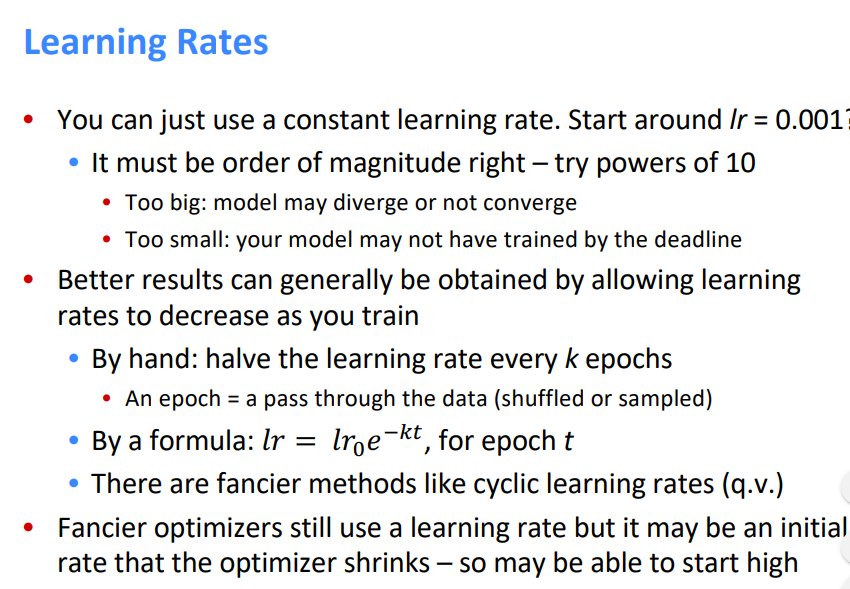 Learning Rates
• You can just use a constant learning rate. Start around lr = 0.001?
• It must be order of magnitude right – try powers of 10
• Too big: model may diverge or not converge
• Too small: your model may not have trained by the deadline
• Better results can generally be obtained by allowing learning
rates to decrease as you train
• By hand: halve the learning rate every k epochs
• An epoch = a pass through the data (shuffled or sampled)
• By a formula: lr = lr₀e^{−kt}, for epoch t
• There are fancier methods like cyclic learning rates (q.v.)
• Fancier optimizers still use a learning rate but it may be an initial
rate that the optimizer shrinks – so may be able to start high